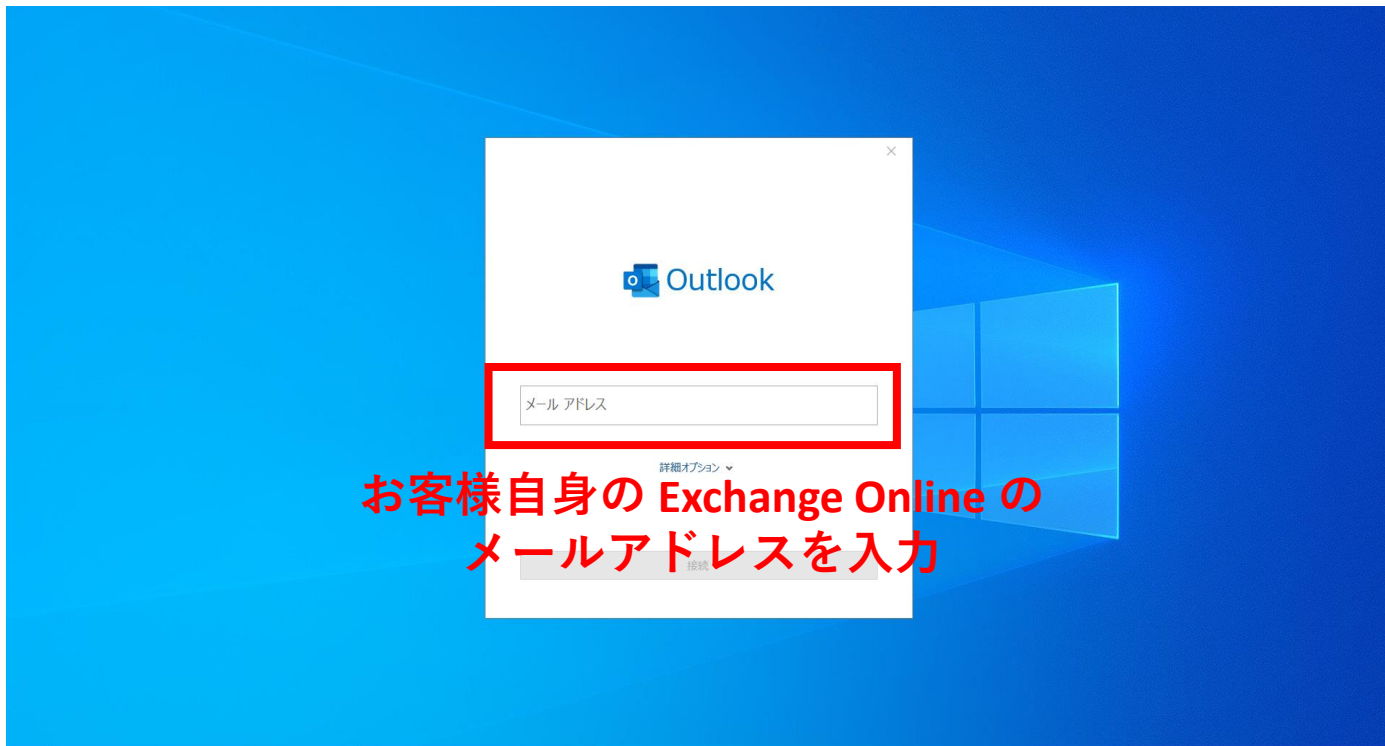 Outlook
メール アドレス
詳細オプション
お客様自身の Exchange Online の
メールアドレスを入力
接続